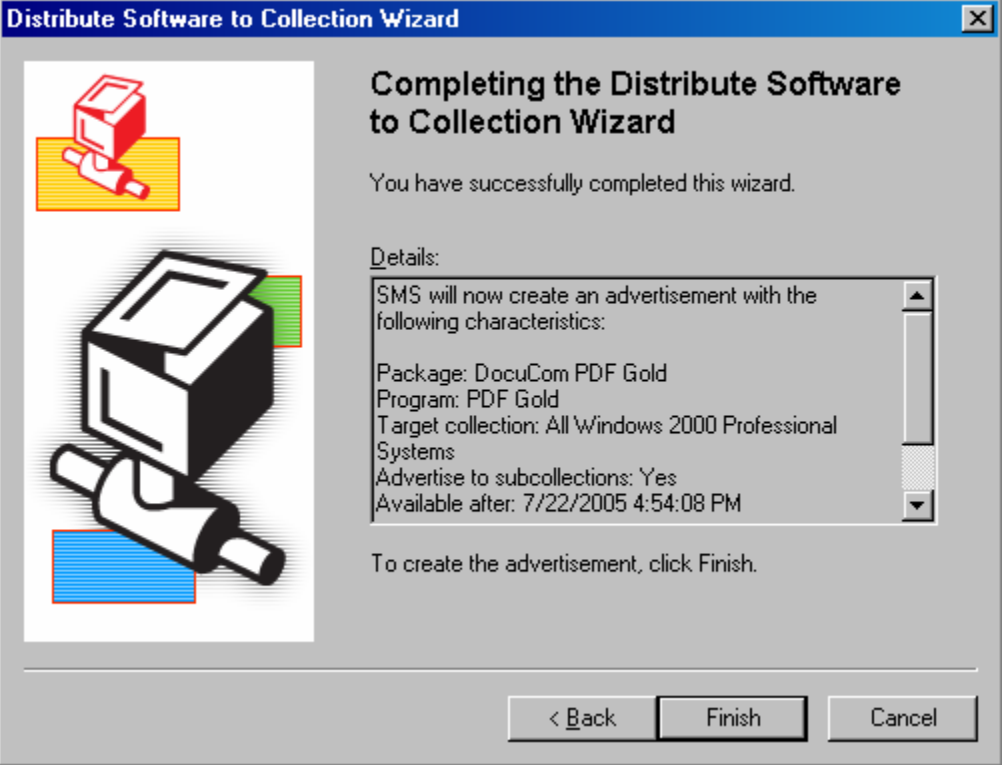 Distribute Software to Collection Wizard
Completing the Distribute Software
to Collection Wizard
You have successfully completed this wizard.
Details:
SMS will now create an advertisement with the
following characteristics:
Package: DocuCom PDF Gold
Program: PDF Gold
Target collection: All Windows 2000 Professional
Systems
Advertise to subcollections: Yes
Available after: 7/22/2005 4:54:08 PM
To create the advertisement, click Finish.
< Back
Finish
Cancel